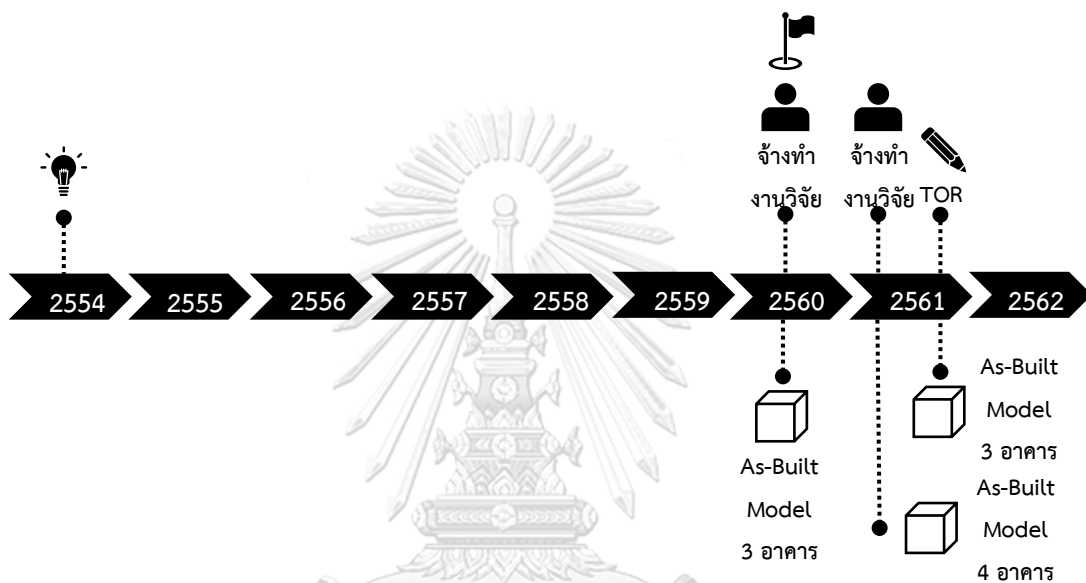 จ้างทำ
งานวิจัย
จ้างทำ
งานวิจัย
TOR
2554
2555
2556
2557
2558
2559
2560
2561
2562
As-Built
Model
3 อาคาร
As-Built
Model
3 อาคาร
As-Built
Model
4 อาคาร